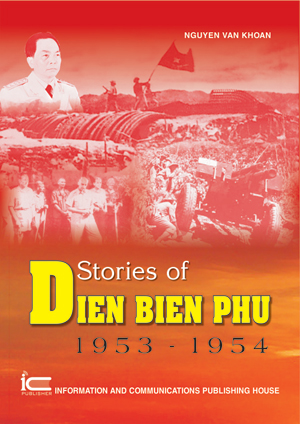 NGUYEN VAN KHOAN
Stories of
DIEN BIEN PHU
1953 - 1954
ic
PUBLISHER
INFORMATION AND COMMUNICATIONS PUBLISHING HOUSE